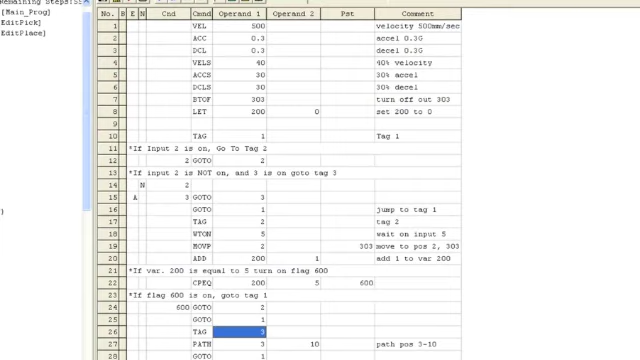 emaining Steps:55
[Main_Prog]
EditPick]
EditPlace]
No. B E N Cnd Cmnd Operand 1 Operand 2 Pst Comment
1 VEL 500 velocity 500mm/sec
2 ACC 0.3 accel 0.3G
3 DCL 0.3 decel 0.3G
4 VELS 40 40% velocity
5 ACCS 30 30% accel
6 DCLS 30 30% decel
7 BTOF 303 turn off out 303
8 LET 200 0 set 200 to 0
9
10 TAG 1 Tag 1
11 *If Input 2 is on, Go To Tag 2
12 2 GOTO 2
13 *If input 2 is NOT on, and 3 is on goto tag 3
14 N 2
15 A 3 GOTO 3
16 GOTO 1 jump to tag 1
17 TAG 2 tag 2
18 WTON 5 wait on input 5
19 MOVP 2 303 move to pos 2, 303
20 ADD 200 1 add 1 to var 200
21 *If var. 200 is equal to 5 turn on flag 600
22 CPEQ 200 5 600
23 *If flag 600 is on, goto tag 1
24 600 GOTO 2
25 GOTO 1
26 TAG 3
27 PATH 3 10 path pos 3-10
28 GOTO 1